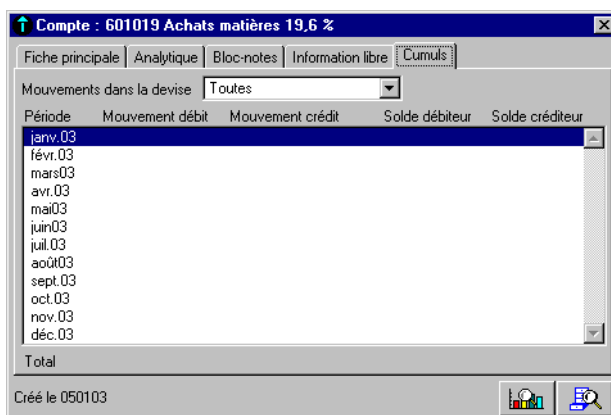 Compte : 601019 Achats matières 19,6 %
Fiche principale Analytique Bloc-notes Information libre Cumuls
Mouvements dans la devise Toutes
Période Mouvement débit Mouvement crédit Solde débiteur Solde créditeur
janv.03
févr.03
mars03
avr.03
mai03
juin03
juil.03
août03
sept.03
oct.03
nov.03
déc.03
Total
Créé le 050103